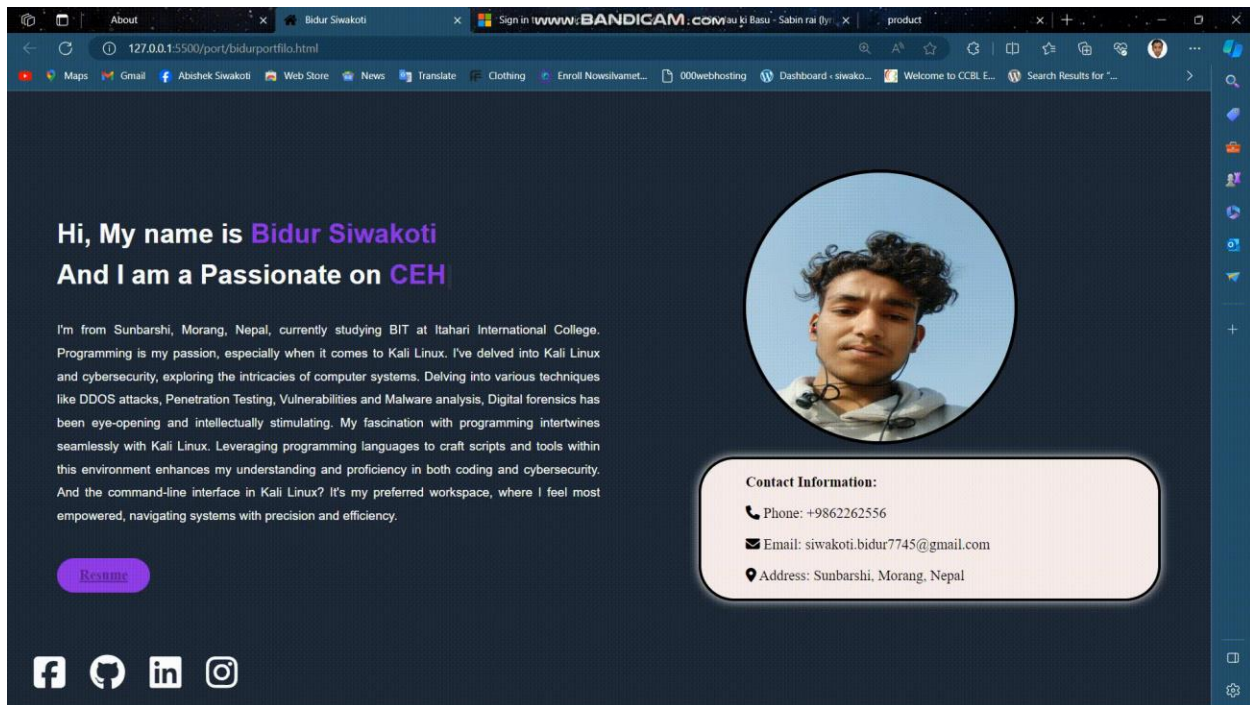 About
Bidur Siwakoti
Sign in t
www.BANDICAM.com
au ki Basu - Sabin rai (lyr
product
127.0.0.1:5500/port/bidurportfilo.html
Maps
Gmail
Abishek Siwakoti
Web Store
News
Translate
Clothing
Enroll Nowsilvamet...
000webhosting
Dashboard ‹ siwako...
Welcome to CCBL E...
Search Results for "...
Hi, My name is Bidur Siwakoti
And I am a Passionate on CEH
I'm from Sunbarshi, Morang, Nepal, currently studying BIT at Itahari International College.
Programming is my passion, especially when it comes to Kali Linux. I've delved into Kali Linux
and cybersecurity, exploring the intricacies of computer systems. Delving into various techniques
like DDOS attacks, Penetration Testing, Vulnerabilities and Malware analysis, Digital forensics has
been eye-opening and intellectually stimulating. My fascination with programming intertwines
seamlessly with Kali Linux. Leveraging programming languages to craft scripts and tools within
this environment enhances my understanding and proficiency in both coding and cybersecurity.
And the command-line interface in Kali Linux? It's my preferred workspace, where I feel most
empowered, navigating systems with precision and efficiency.
Resume
Contact Information:
Phone: +9862262556
Email: siwakoti.bidur7745@gmail.com
Address: Sunbarshi, Morang, Nepal